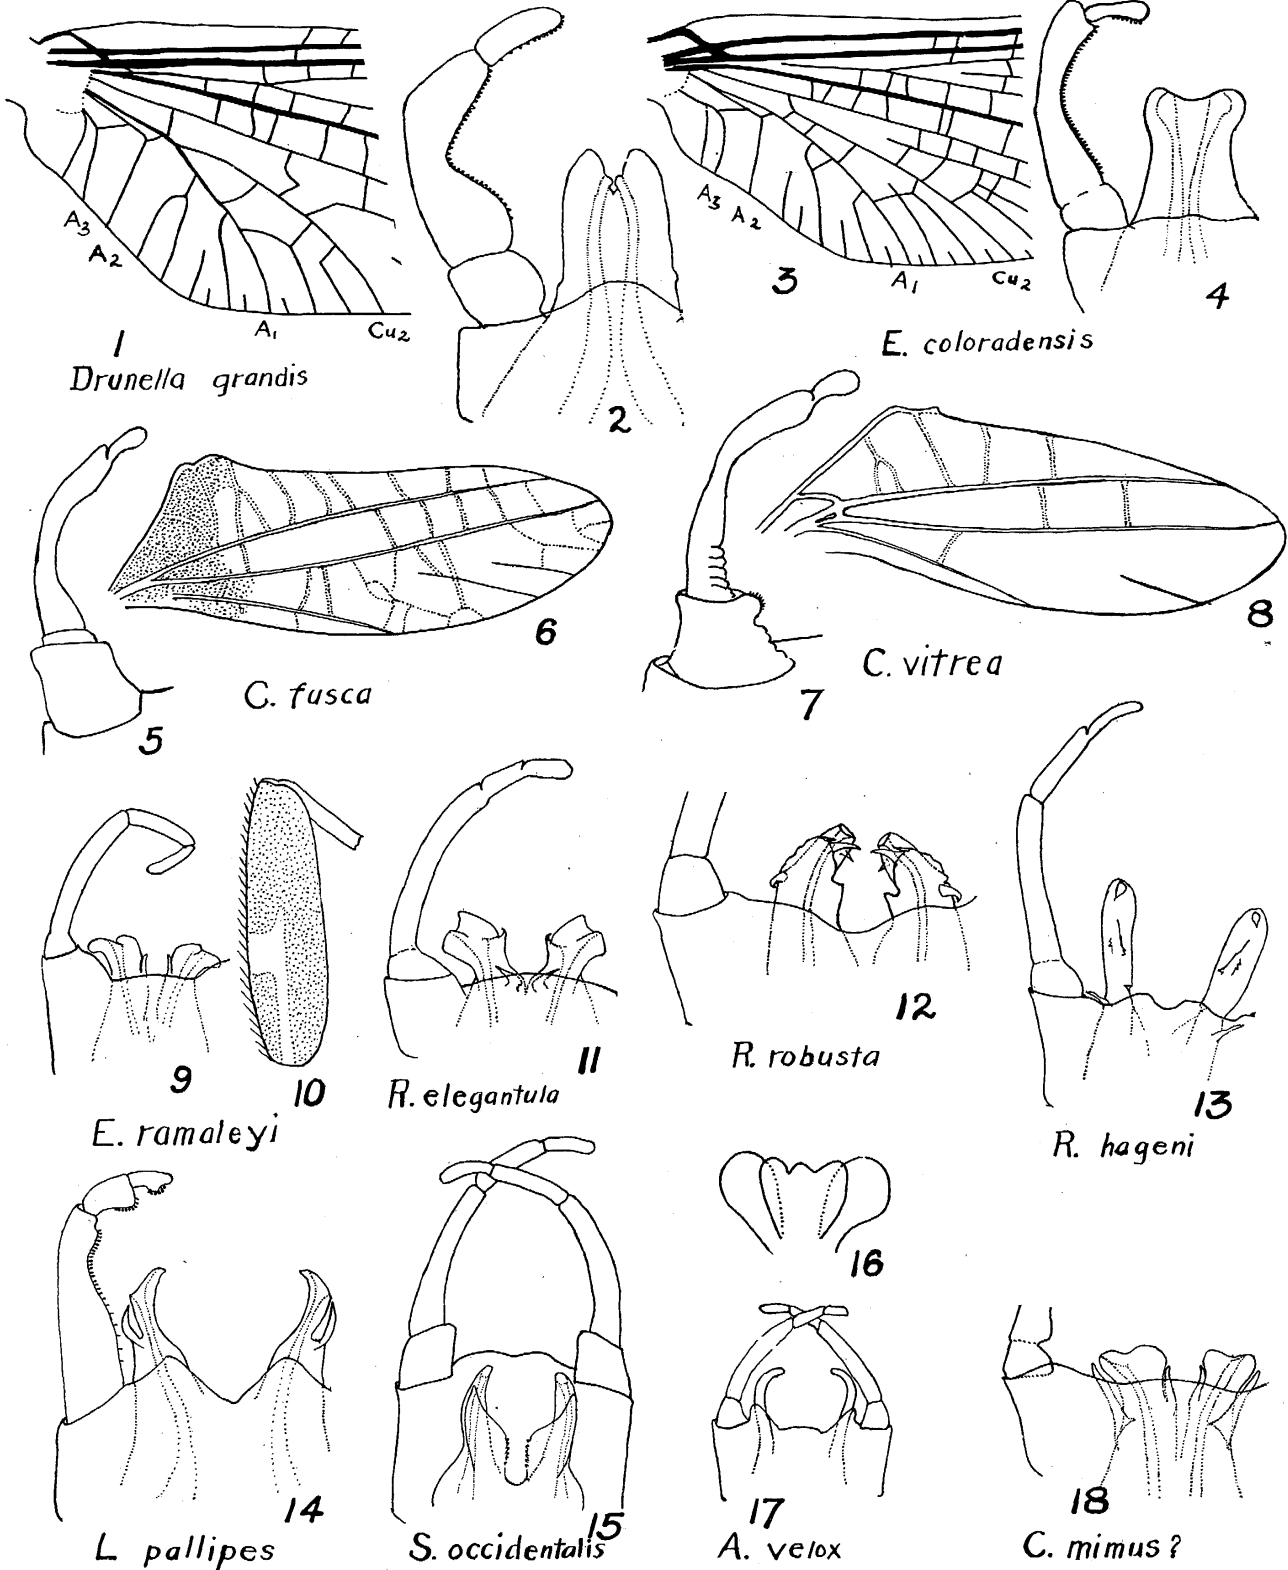 A3
A2
A1
Cu2
1
Drunella grandis
2
A3
A2
A1
Cu2
3
4
E. coloradensis
5
6
C. fusca
7
8
C. vitrea
9
10
E. ramaleyi
11
R. elegantula
12
R. robusta
13
R. hageni
14
L pallipes
15
S. occidentalis
16
17
A. velox
18
C. mimus?